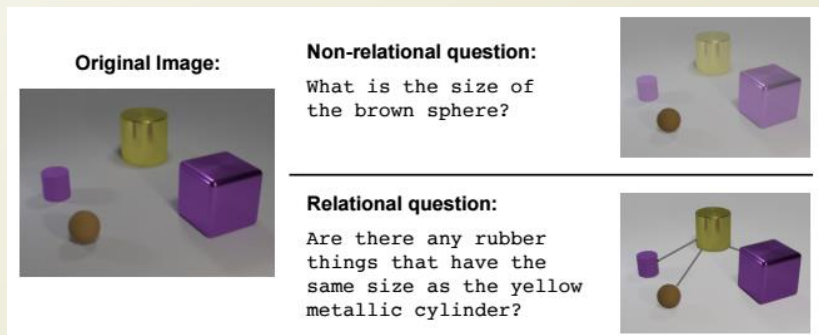 Original Image:
Non-relational question:
What is the size of
the brown sphere?
Relational question:
Are there any rubber
things that have the
same size as the yellow
metallic cylinder?